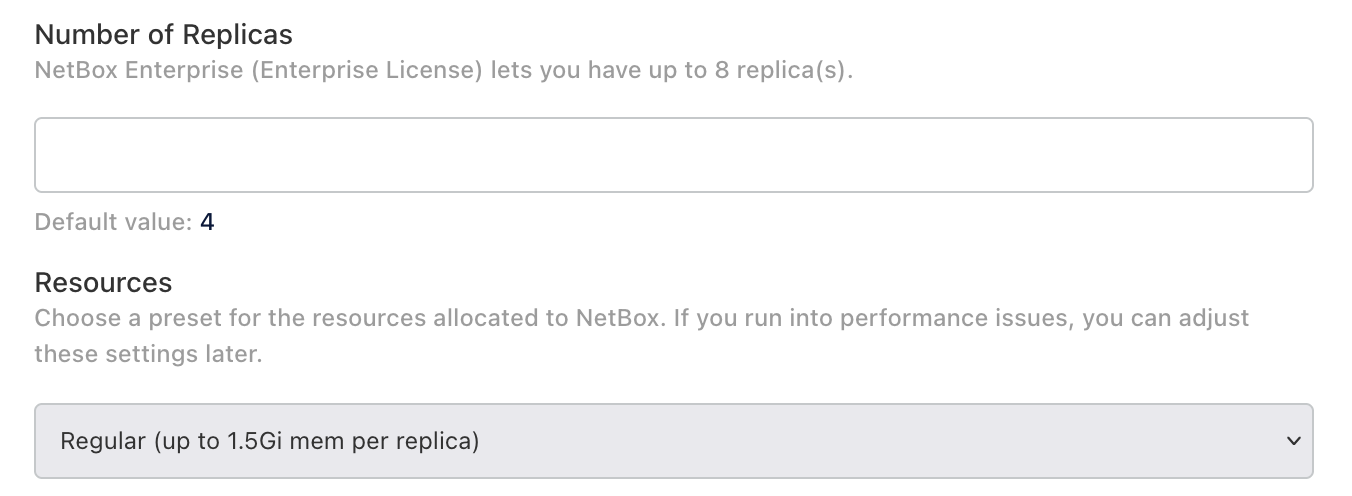 Number of Replicas
NetBox Enterprise (Enterprise License) lets you have up to 8 replica(s).
Default value: 4
Resources
Choose a preset for the resources allocated to NetBox. If you run into performance issues, you can adjust
these settings later.
Regular (up to 1.5Gi mem per replica)